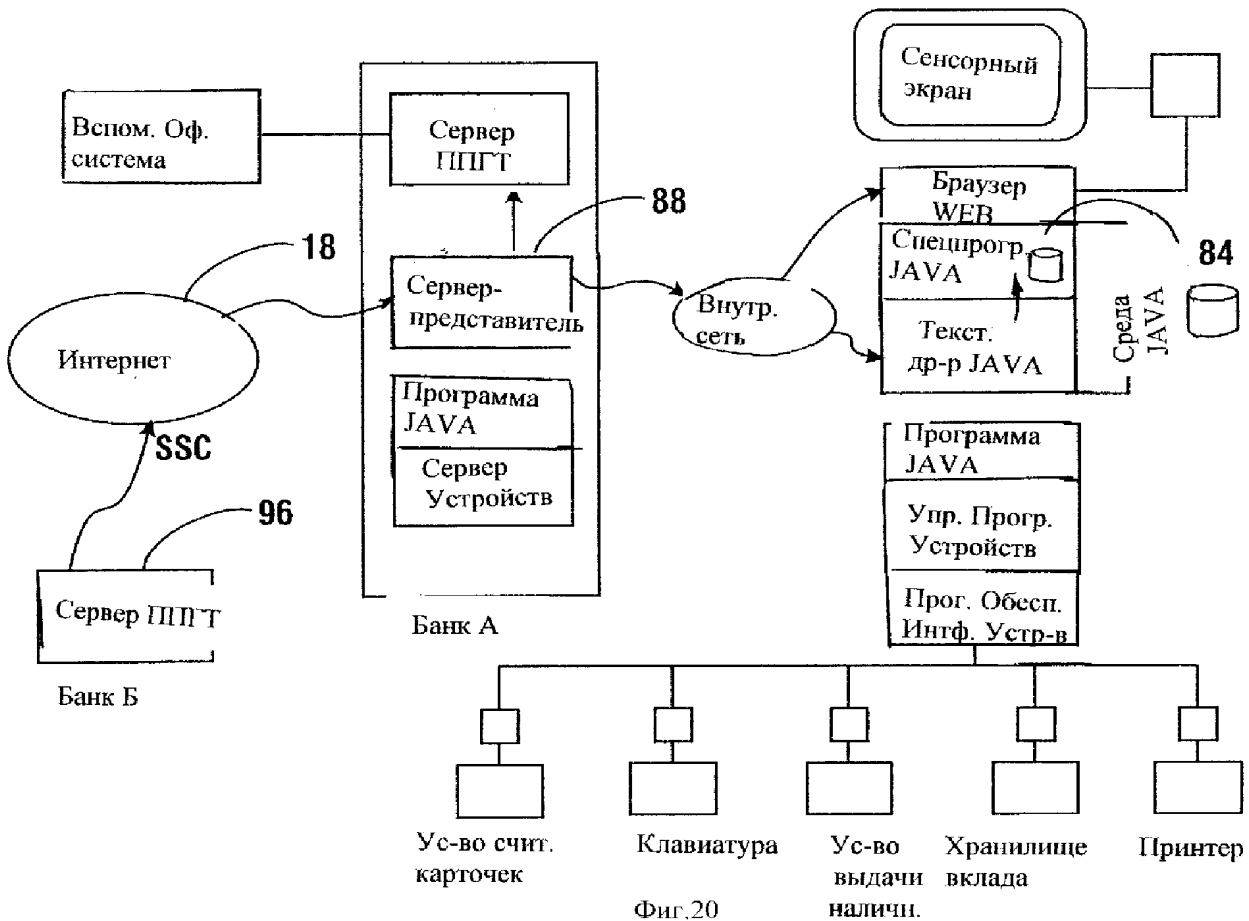 Сенсорный
экран
Вспом. Оф.
система
Сервер
ППГТ
88
18
Браузер
WEB
Спецпрогр.
JAVA
84
Сервер-
представитель
Внутр.
сеть
Текст.
др-р JAVA
Среда
JAVA
Интернет
Программа
JAVA
Сервер
Устройств
SSC
96
Сервер ППГТ
Банк Б
Банк А
Программа
JAVA
Упр. Прогр.
Устройств
Прог. Обесп.
Интф. Устр-в
Ус-во счит.
карточек
Клавиатура
Ус-во
выдачи
наличн.
Хранилище
вклада
Принтер
Фиг.20